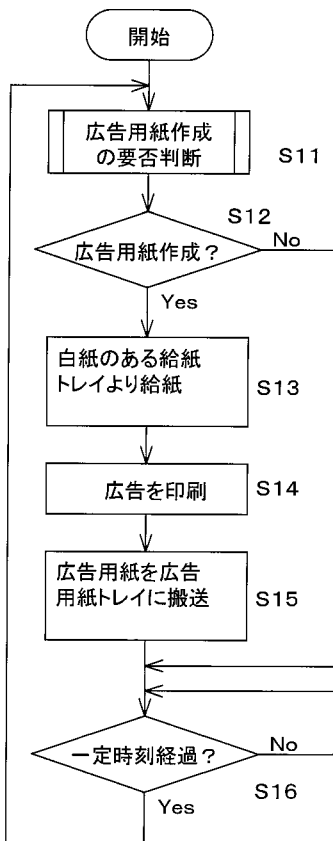 開始
広告用紙作成
の要否判断
S11
S12
広告用紙作成？
No
Yes
白紙のある給紙
トレイより給紙
S13
広告を印刷
S14
広告用紙を広告
用紙トレイに搬送
S15
一定時刻経過？
No
S16
Yes